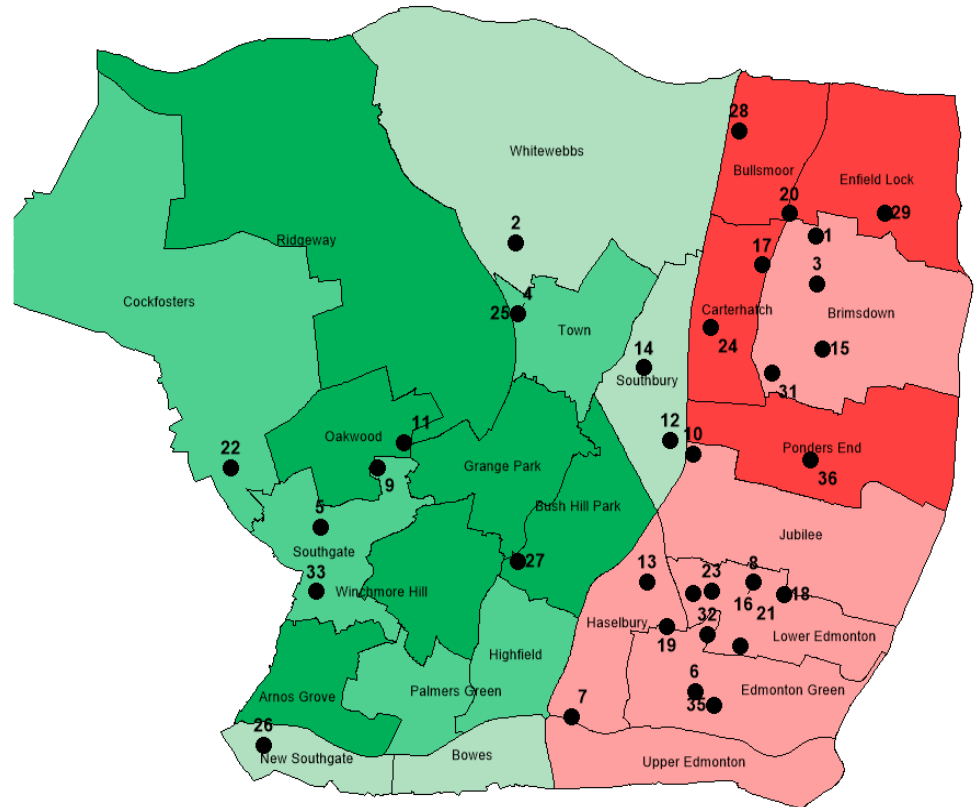 28
Whitewebbs
Bullsmoor
Enfield Lock
20
29
2
1
Ridgeway
17
3
Cockfosters
4
25
Town
Carterhatch
Brimsdown
24
15
14
Southbury
31
11
Oakwood
12
10
Ponders End
22
9
Grange Park
36
5
Bush Hill Park
Jubilee
Southgate
27
13
8
33
Winchmore Hill
23
18
16
21
Haselbury
32
Lower Edmonton
19
Highfield
6
Arnos Grove
Palmers Green
Edmonton Green
7
35
26
New Southgate
Bowes
Upper Edmonton